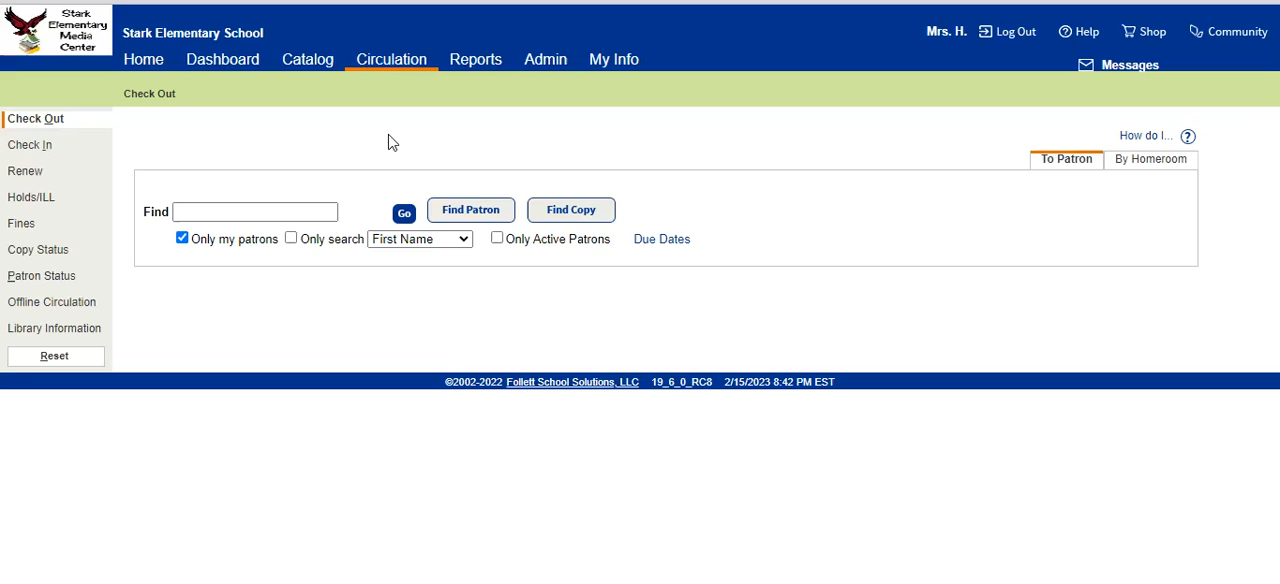 Stark
Elementary
Media
Center
Stark Elementary School
Mrs. H. Log Out Help Shop Community
Home Dashboard Catalog Circulation Reports Admin My Info
Messages
Check Out
Check Out
Check In
Renew
Holds/ILL
Fines
Copy Status
Patron Status
Offline Circulation
Library Information
Reset
How do I... ?
To Patron By Homeroom
Find Go Find Patron Find Copy
Only my patrons Only search First Name Only Active Patrons Due Dates
©2002-2022 Follett School Solutions, LLC 19_6_0_RC8 2/15/2023 8:42 PM EST